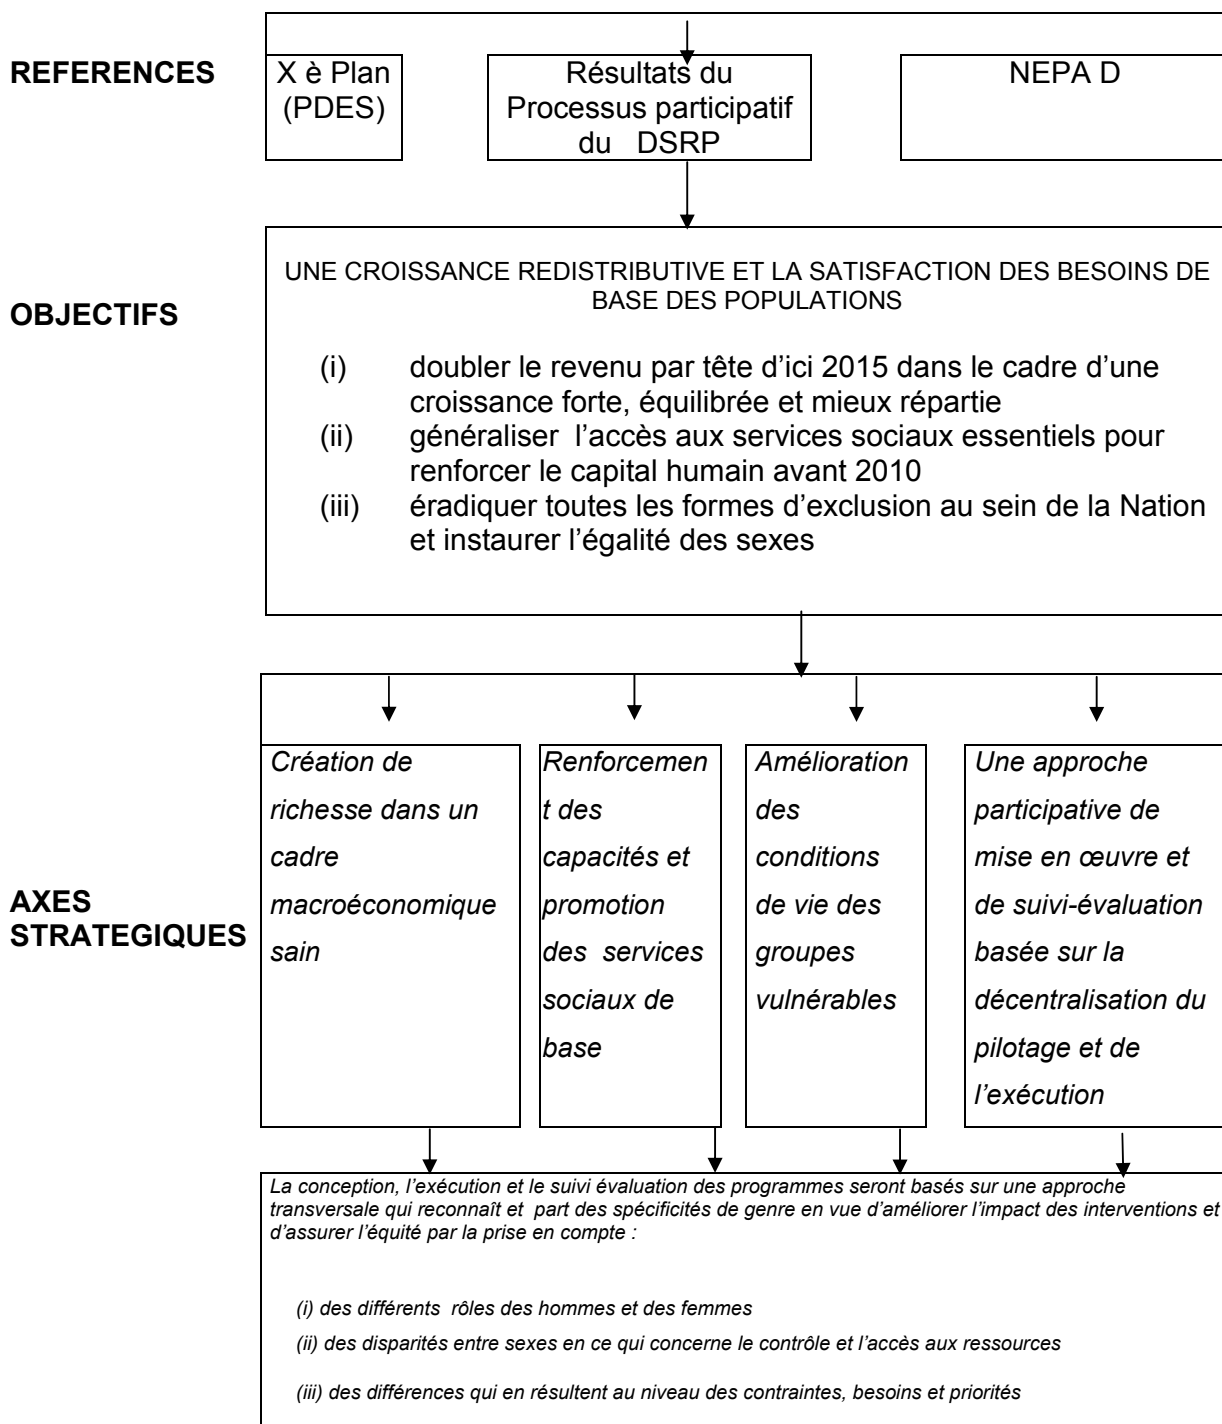 REFERENCES
X è Plan
(PDES)
Résultats du
Processus participatif
du DSRP
NEPA D
OBJECTIFS
UNE CROISSANCE REDISTRIBUTIVE ET LA SATISFACTION DES BESOINS DE
BASE DES POPULATIONS
(i) doubler le revenu par tête d’ici 2015 dans le cadre d’une
croissance forte, équilibrée et mieux répartie
(ii) généraliser l’accès aux services sociaux essentiels pour
renforcer le capital humain avant 2010
(iii) éradiquer toutes les formes d’exclusion au sein de la Nation
et instaurer l’égalité des sexes
AXES
STRATEGIQUES
Création de
richesse dans un
cadre
macroéconomique
sain
Renforcemen
t des
capacités et
promotion
des services
sociaux de
base
Amélioration
des
conditions
de vie des
groupes
vulnérables
Une approche
participative de
mise en œuvre et
de suivi-évaluation
basée sur la
décentralisation du
pilotage et de
l’exécution
La conception, l’exécution et le suivi évaluation des programmes seront basés sur une approche
transversale qui reconnaît et part des spécificités de genre en vue d’améliorer l’impact des interventions et
d’assurer l’équité par la prise en compte :
(i) des différents rôles des hommes et des femmes
(ii) des disparités entre sexes en ce qui concerne le contrôle et l’accès aux ressources
(iii) des différences qui en résultent au niveau des contraintes, besoins et priorités